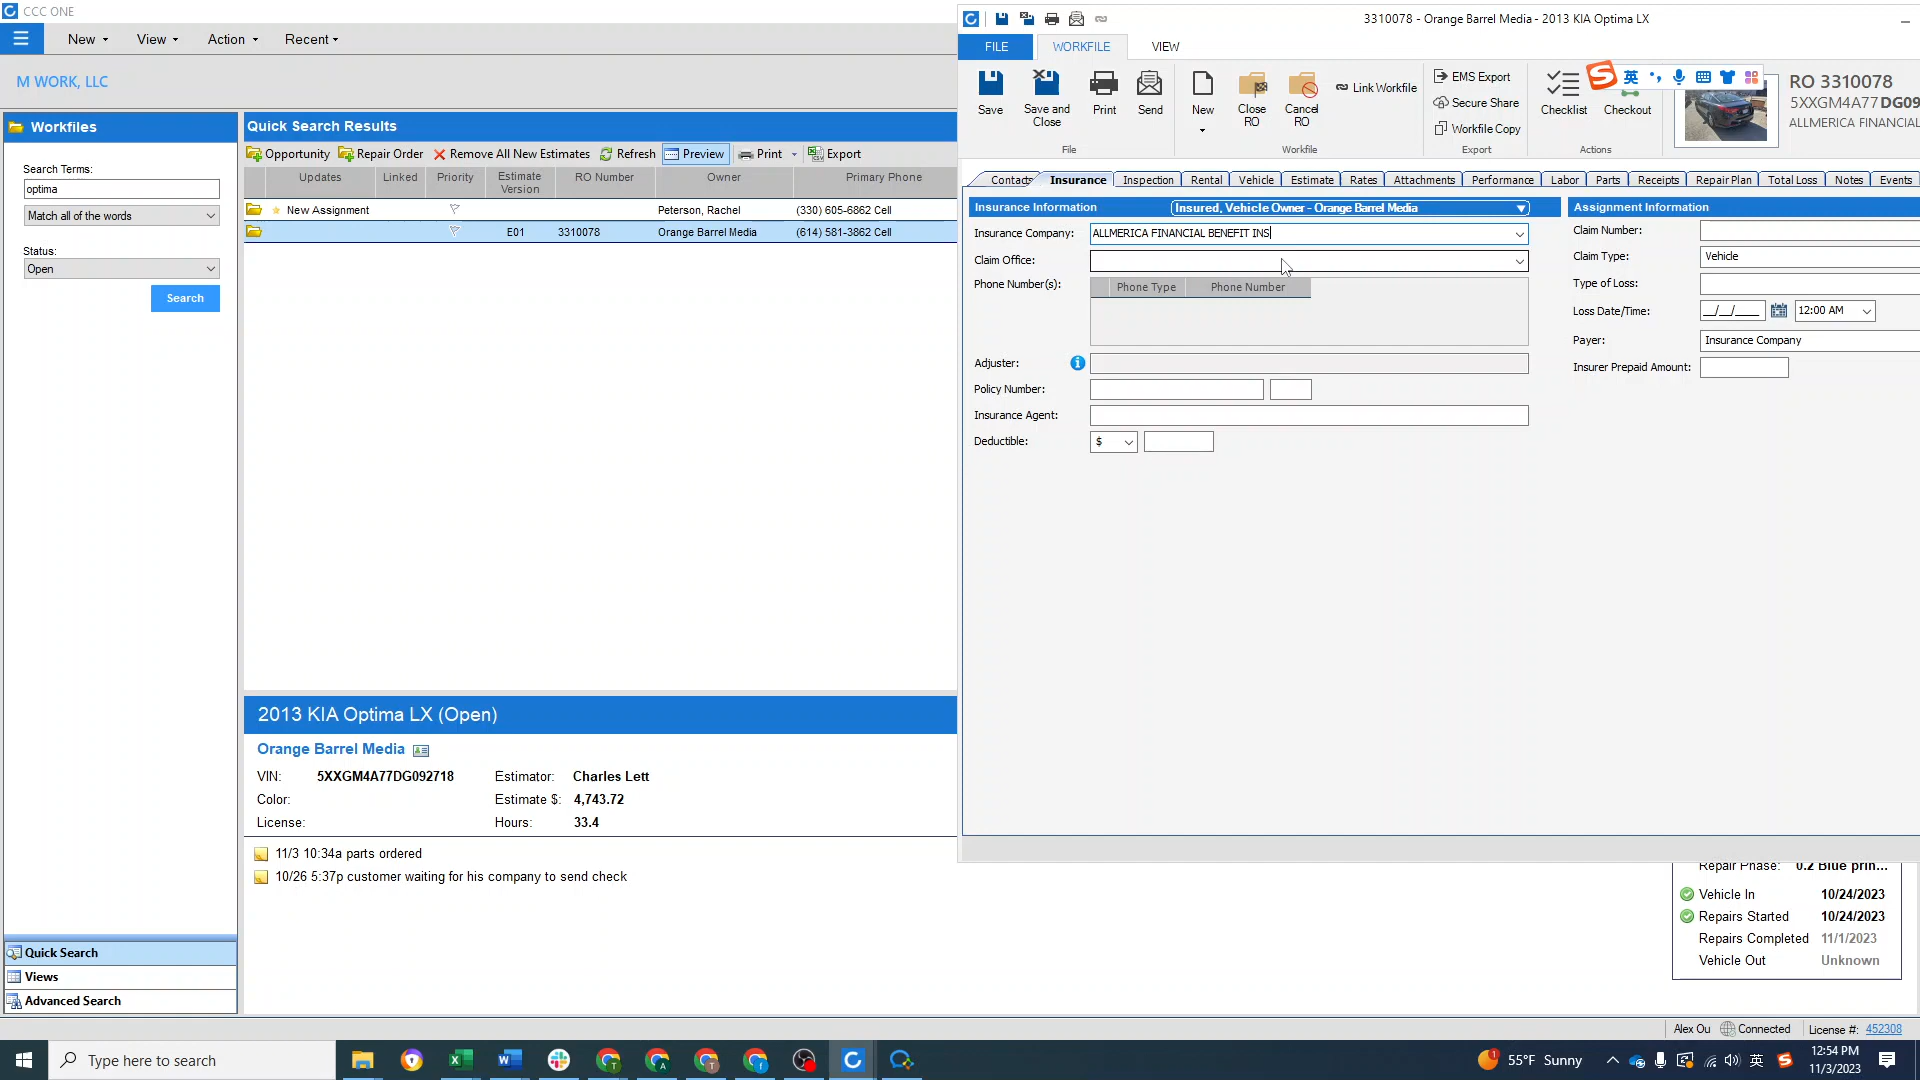 CCC ONE
New View Action Recent
M WORK, LLC
Workfiles
Search Terms:
optima
Match all of the words
Status:
Open
Search
Quick Search
Views
Advanced Search
Quick Search Results
Opportunity Repair Order Remove All New Estimates Refresh Preview Print Export
Updates Linked Priority Estimate Version RO Number Owner Primary Phone
New Assignment Peterson, Rachel (330) 605-6862 Cell
E01 3310078 Orange Barrel Media (614) 581-3862 Cell
2013 KIA Optima LX (Open)
Orange Barrel Media
VIN: 5XXGM4A77DG092718 Estimator: Charles Lett
Color: Estimate $: 4,743.72
License: Hours: 33.4
11/3 10:34a parts ordered
10/26 5:37p customer waiting for his company to send check
3310078 - Orange Barrel Media - 2013 KIA Optima LX
FILE WORKFILE VIEW
Save
Save and Close
Print
Send
File
New
Close RO
Cancel RO
Link Workfile
Workfile
EMS Export
Secure Share
Workfile Copy
Export
Checklist
Checkout
Actions
英
RO 3310078
5XXGM4A77DG09
ALLMERICA FINANCIAL
Contacts Insurance Inspection Rental Vehicle Estimate Rates Attachments Performance Labor Parts Receipts Repair Plan Total Loss Notes Events
Insurance Information Insured, Vehicle Owner - Orange Barrel Media
Insurance Company: ALLMERICA FINANCIAL BENEFIT INS
Claim Office:
Phone Number(s): Phone Type Phone Number
Adjuster:
Policy Number:
Insurance Agent:
Deductible: $
Assignment Information
Claim Number:
Claim Type: Vehicle
Type of Loss:
Loss Date/Time: __/__/____ 12:00 AM
Payer: Insurance Company
Insurer Prepaid Amount:
Repair Phase: 0.2 Blue prin...
Vehicle In 10/24/2023
Repairs Started 10/24/2023
Repairs Completed 11/1/2023
Vehicle Out Unknown
Alex Ou Connected License #: 452308
Type here to search
55°F Sunny
英
12:54 PM
11/3/2023